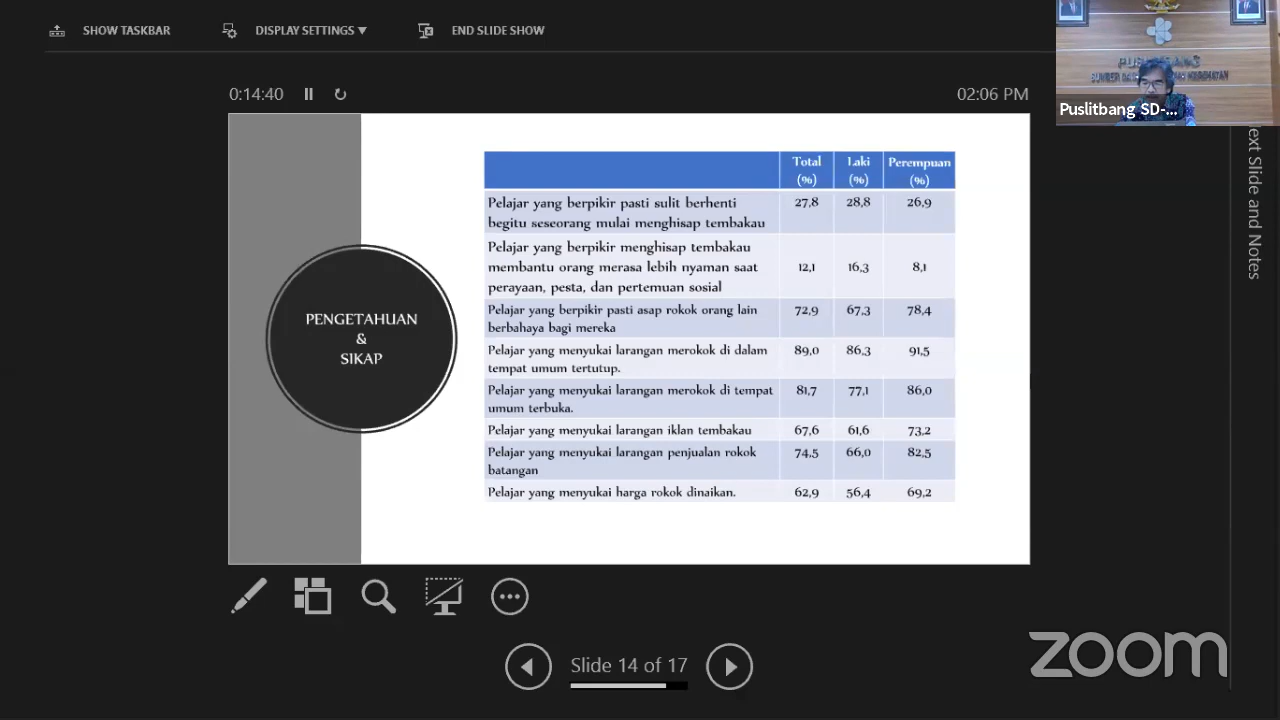 SHOW TASKBAR
DISPLAY SETTINGS
END SLIDE SHOW
Puslitbang SD-...
0:14:40
02:06 PM
Total (%)
Laki (%)
Perempuan (%)
Pelajar yang berpikir pasti sulit berhenti
begitu seseorang mulai menghisap tembakau
27,8 28,8 26,9
Pelajar yang berpikir menghisap tembakau
membantu orang merasa lebih nyaman saat
perayaan, pesta, dan pertemuan sosial
12,1 16,3 8,1
Pelajar yang berpikir pasti asap rokok orang lain
berbahaya bagi mereka
72,9 67,3 78,4
Pelajar yang menyukai larangan merokok di dalam
tempat umum tertutup.
89,0 86,3 91,5
Pelajar yang menyukai larangan merokok di tempat
umum terbuka.
81,7 77,1 86,0
Pelajar yang menyukai larangan iklan tembakau
67,6 61,6 73,2
Pelajar yang menyukai larangan penjualan rokok
batangan
74,5 66,0 82,5
Pelajar yang menyukai harga rokok dinaikan.
62,9 56,4 69,2
PENGETAHUAN
&
SIKAP
Slide and Notes
Slide 14 of 17
zoom